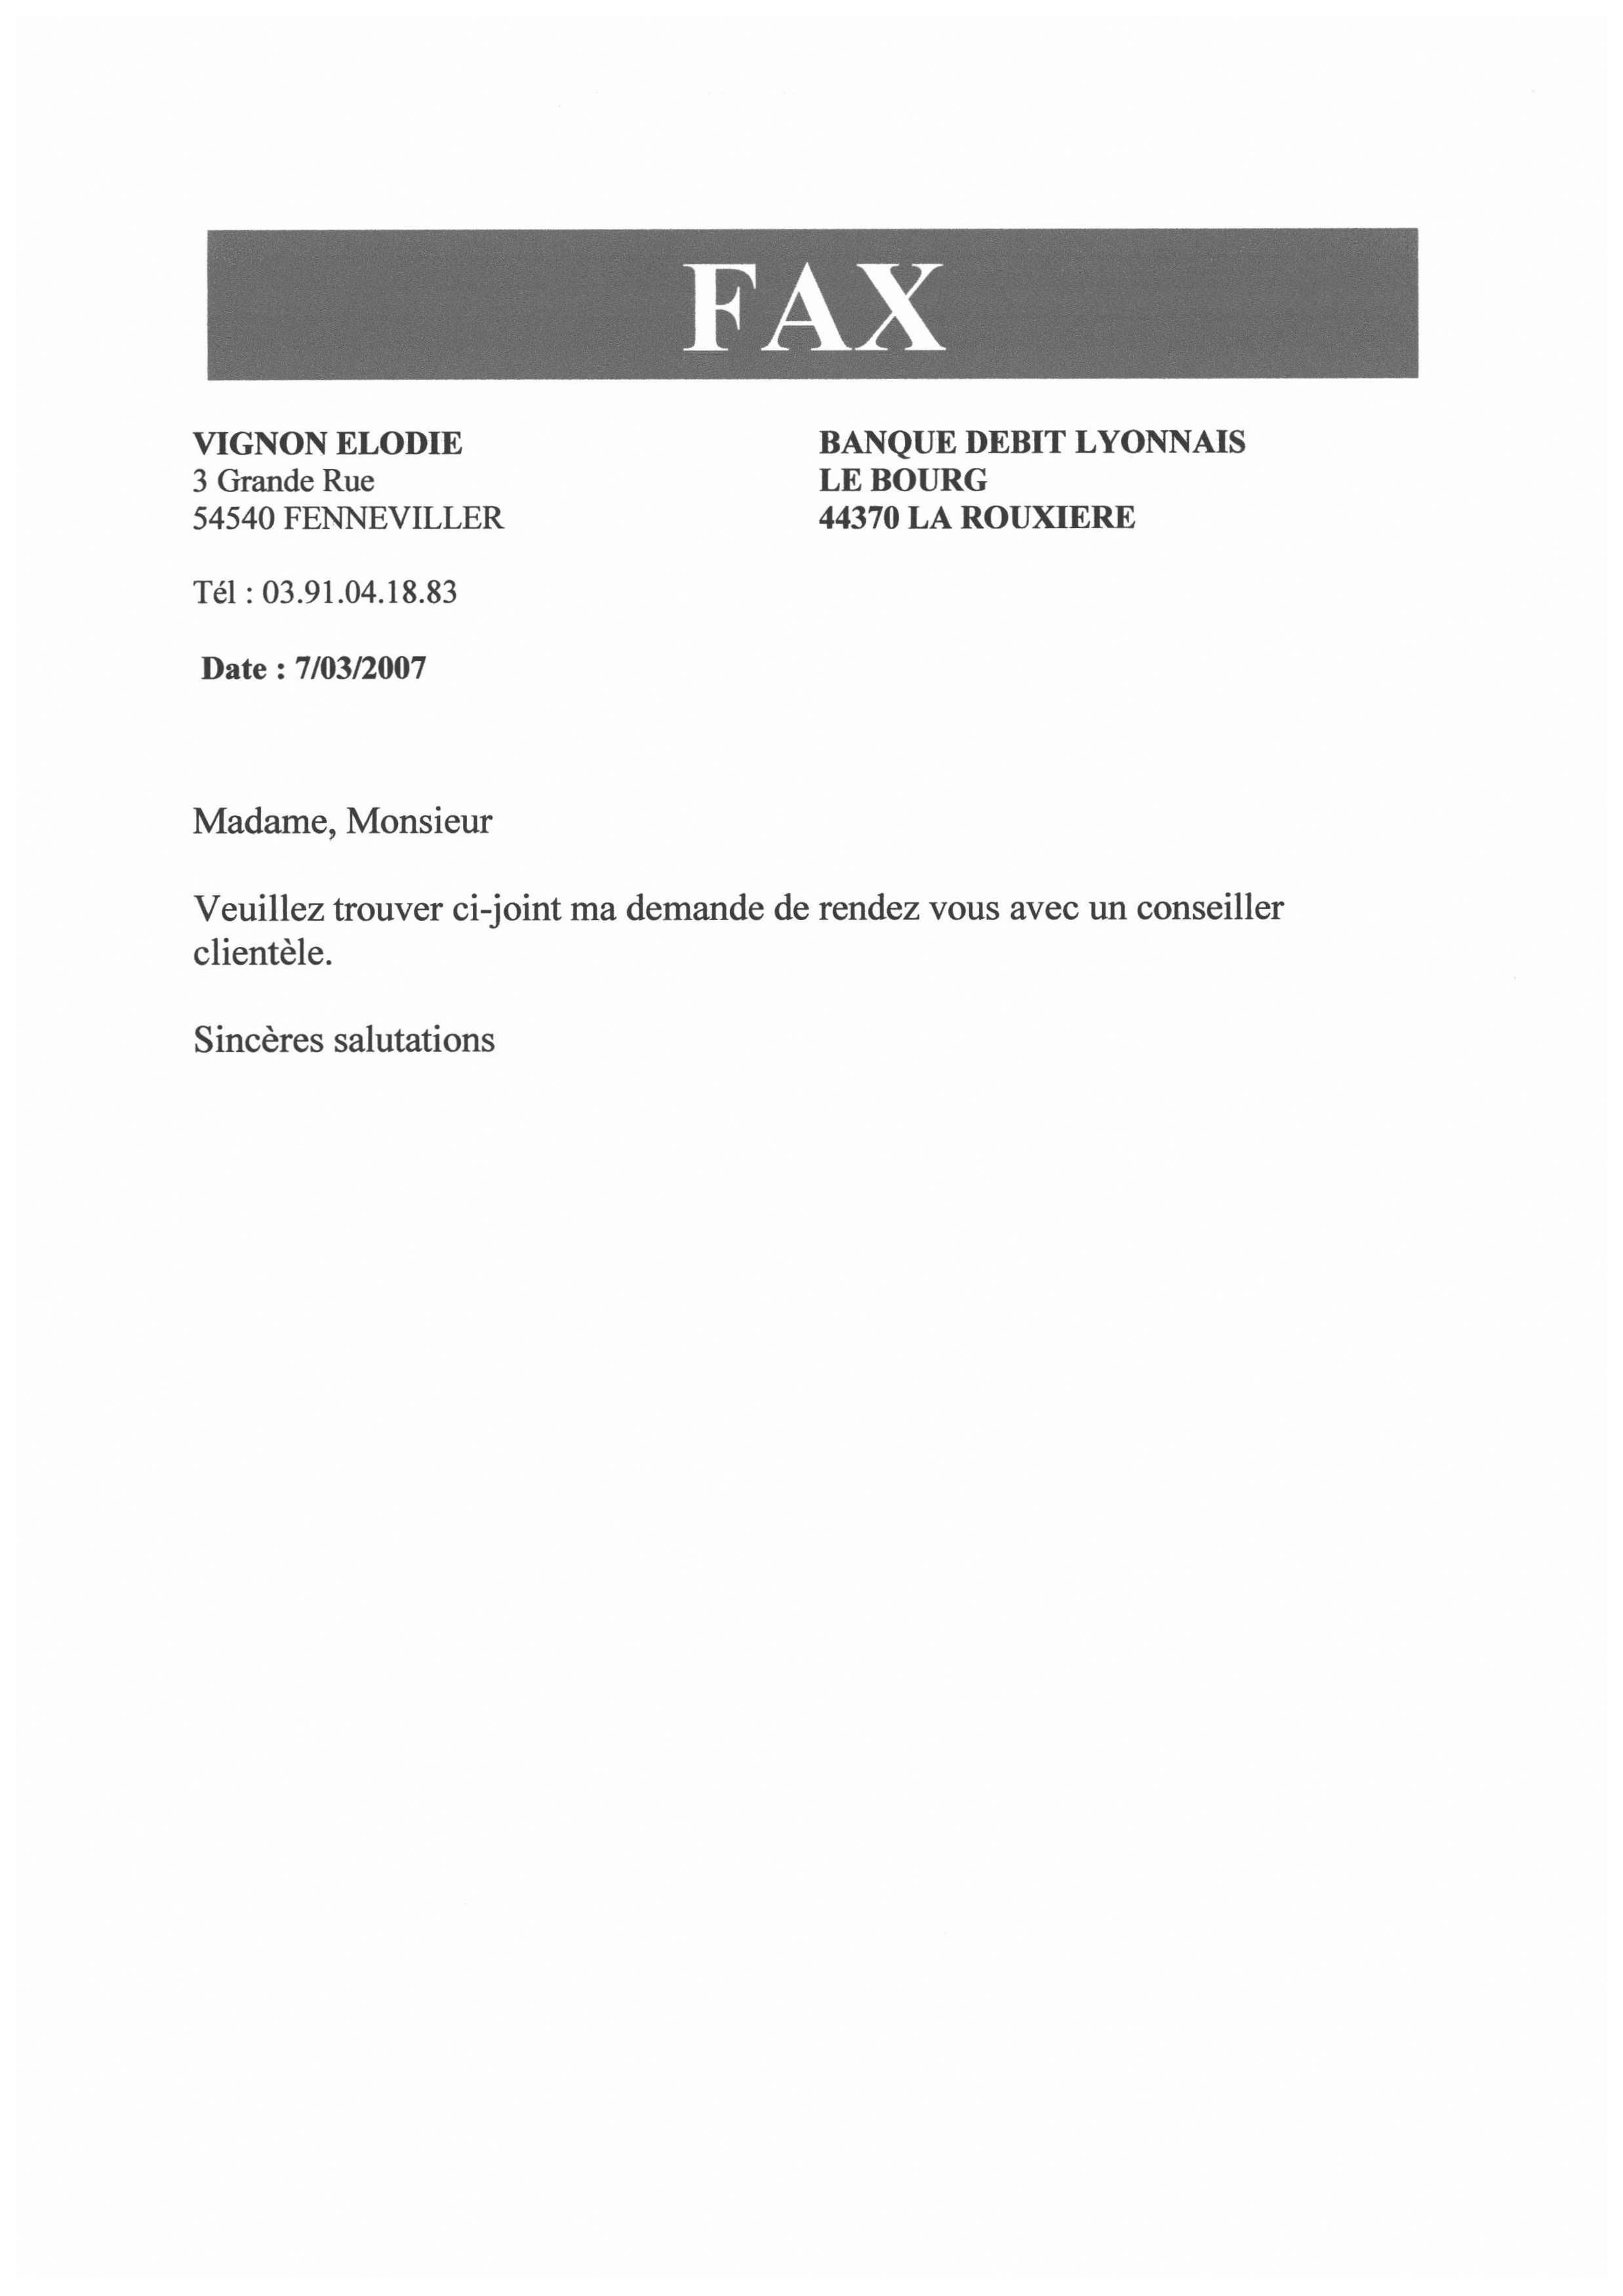 FAX
VIGNON ELODIE
3 Grande Rue
54540 FENNEVILLER
BANQUE DEBIT LYONNAIS
LE BOURG
44370 LA ROUXIERE
Tél : 03.91.04.18.83
Date : 7/03/2007
Madame, Monsieur
Veuillez trouver ci-joint ma demande de rendez vous avec un conseiller
clientèle.
Sincères salutations